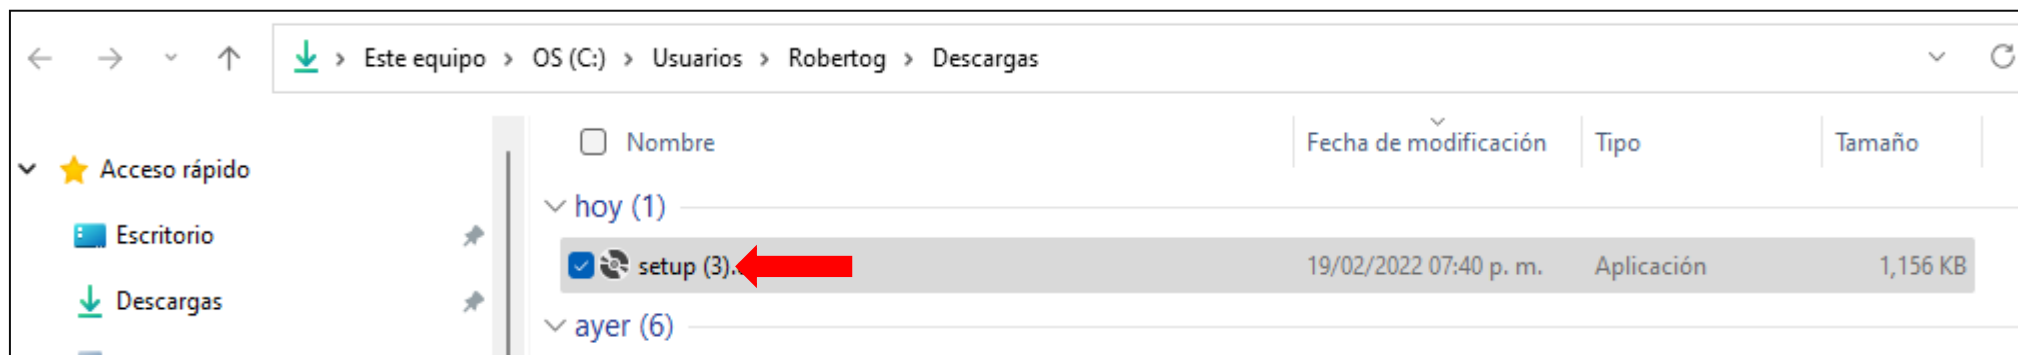 Este equipo > OS (C:) > Usuarios > Robertog > Descargas
Nombre Fecha de modificación Tipo Tamaño
Acceso rápido
hoy (1)
Escritorio
setup (3). 19/02/2022 07:40 p. m. Aplicación 1,156 KB
Descargas
ayer (6)